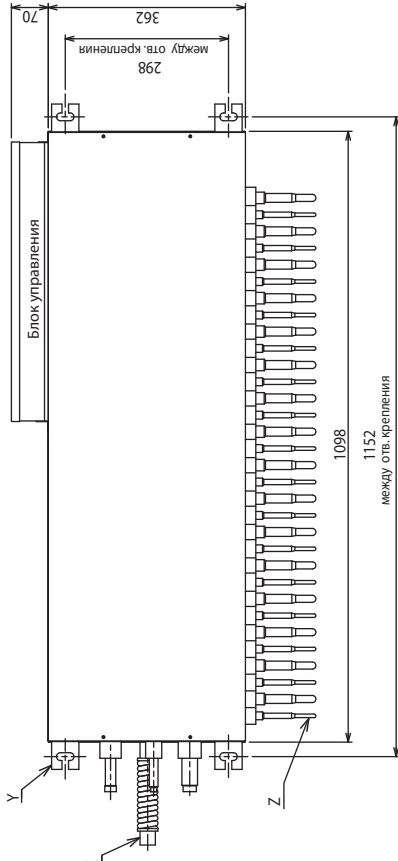 70
362
298
между отв. крепления
Блок управления
Y
Z
1098
1152
между отв. крепления